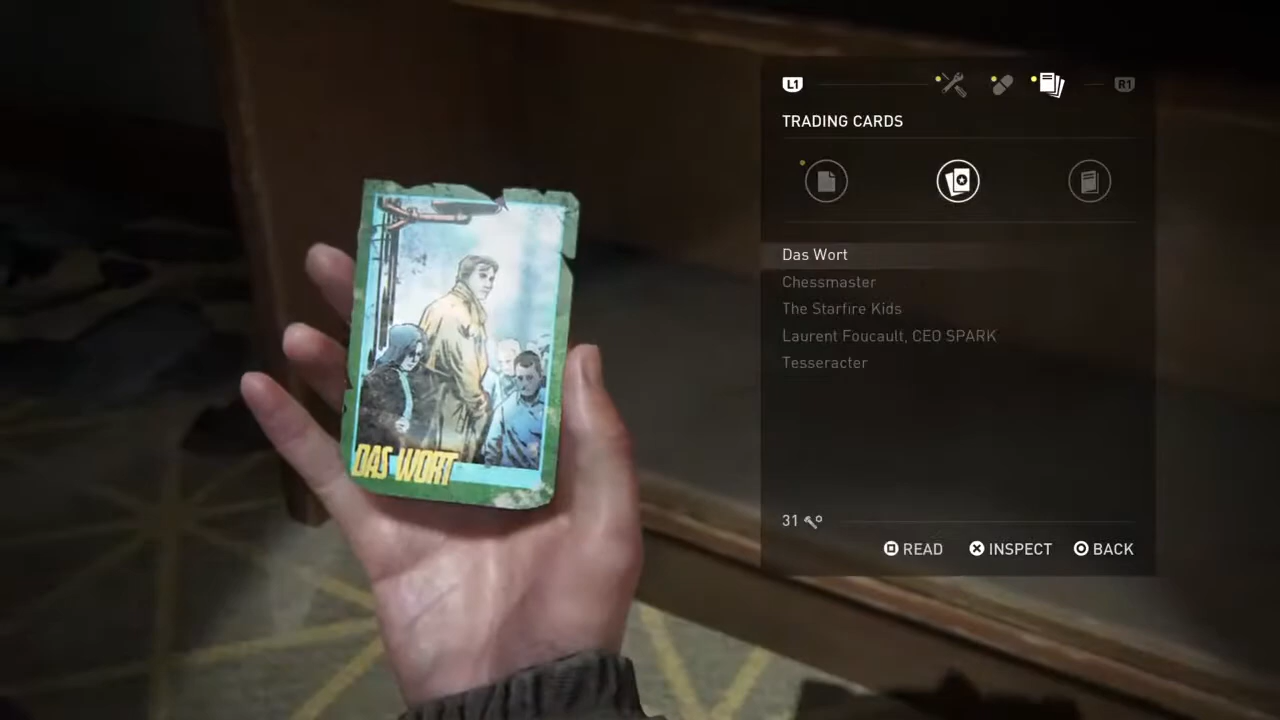 L1
R1
TRADING CARDS
Das Wort
Chessmaster
The Starfire Kids
Laurent Foucault, CEO SPARK
Tesseracter
31
READ INSPECT BACK
DAS WORT